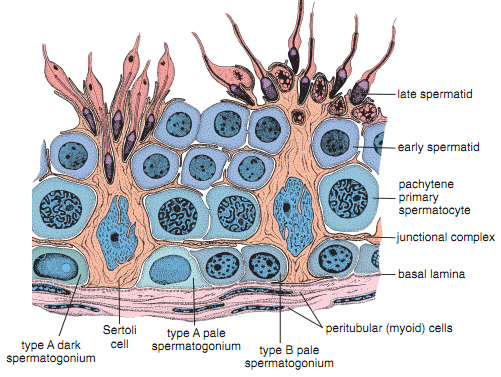 late spermatid
early spermatid
pachytene
primary
spermatocyte
junctional complex
basal lamina
peritubular (myoid) cells
type A dark
spermatogonium
Sertoli
cell
type A pale
spermatogonium
type B pale
spermatogonium